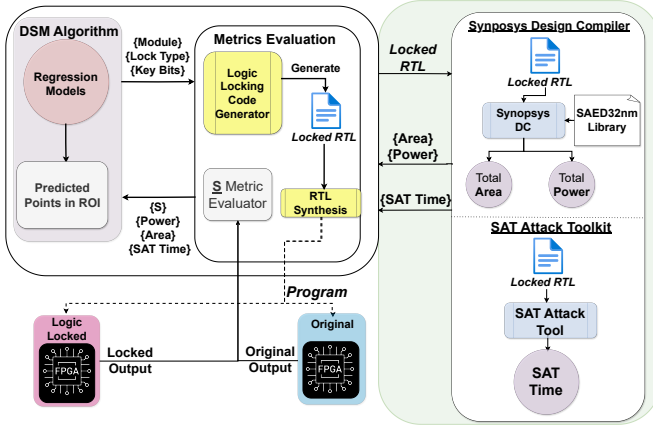 DSM Algorithm
Regression
Models
Predicted
Points in ROI
{Module}
{Lock Type}
{Key Bits}
{S}
{Power}
{Area}
{SAT Time}
Metrics Evaluation
Logic
Locking
Code
Generator
Generate
Locked RTL
S Metric
Evaluator
RTL
Synthesis
Program
Logic
Locked
FPGA
Locked
Output
Original
Output
Original
FPGA
Locked
RTL
{Area}
{Power}
{SAT Time}
Synposys Design Compiler
Locked RTL
Synopsys
DC
SAED32nm
Library
Total
Area
Total
Power
SAT Attack Toolkit
Locked RTL
SAT Attack
Tool
SAT
Time